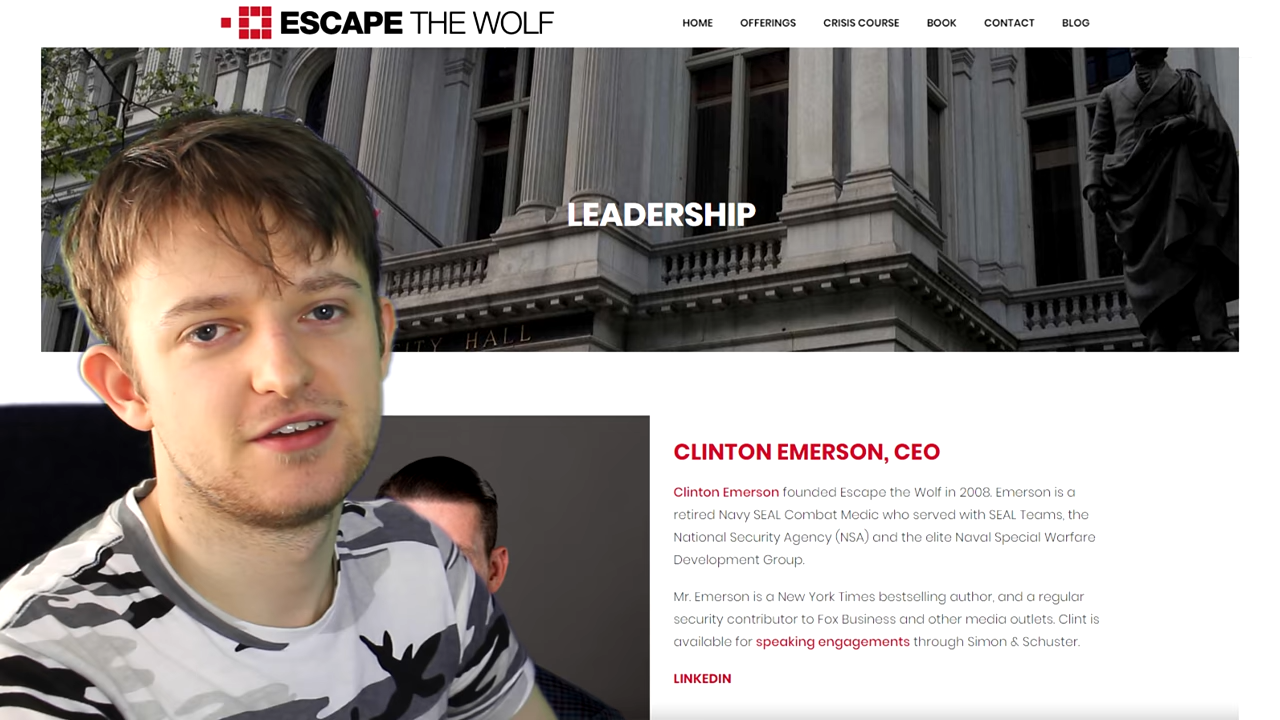 ESCAPE THE WOLF
HOME OFFERINGS CRISIS COURSE BOOK CONTACT BLOG
LEADERSHIP
ITY HALL
CLINTON EMERSON, CEO
Clinton Emerson founded Escape the Wolf in 2008. Emerson is a
retired Navy SEAL Combat Medic who served with SEAL Teams, the
National Security Agency (NSA) and the elite Naval Special Warfare
Development Group.
Mr. Emerson is a New York Times bestselling author, and a regular
security contributor to Fox Business and other media outlets. Clint is
available for speaking engagements through Simon & Schuster.
LINKEDIN